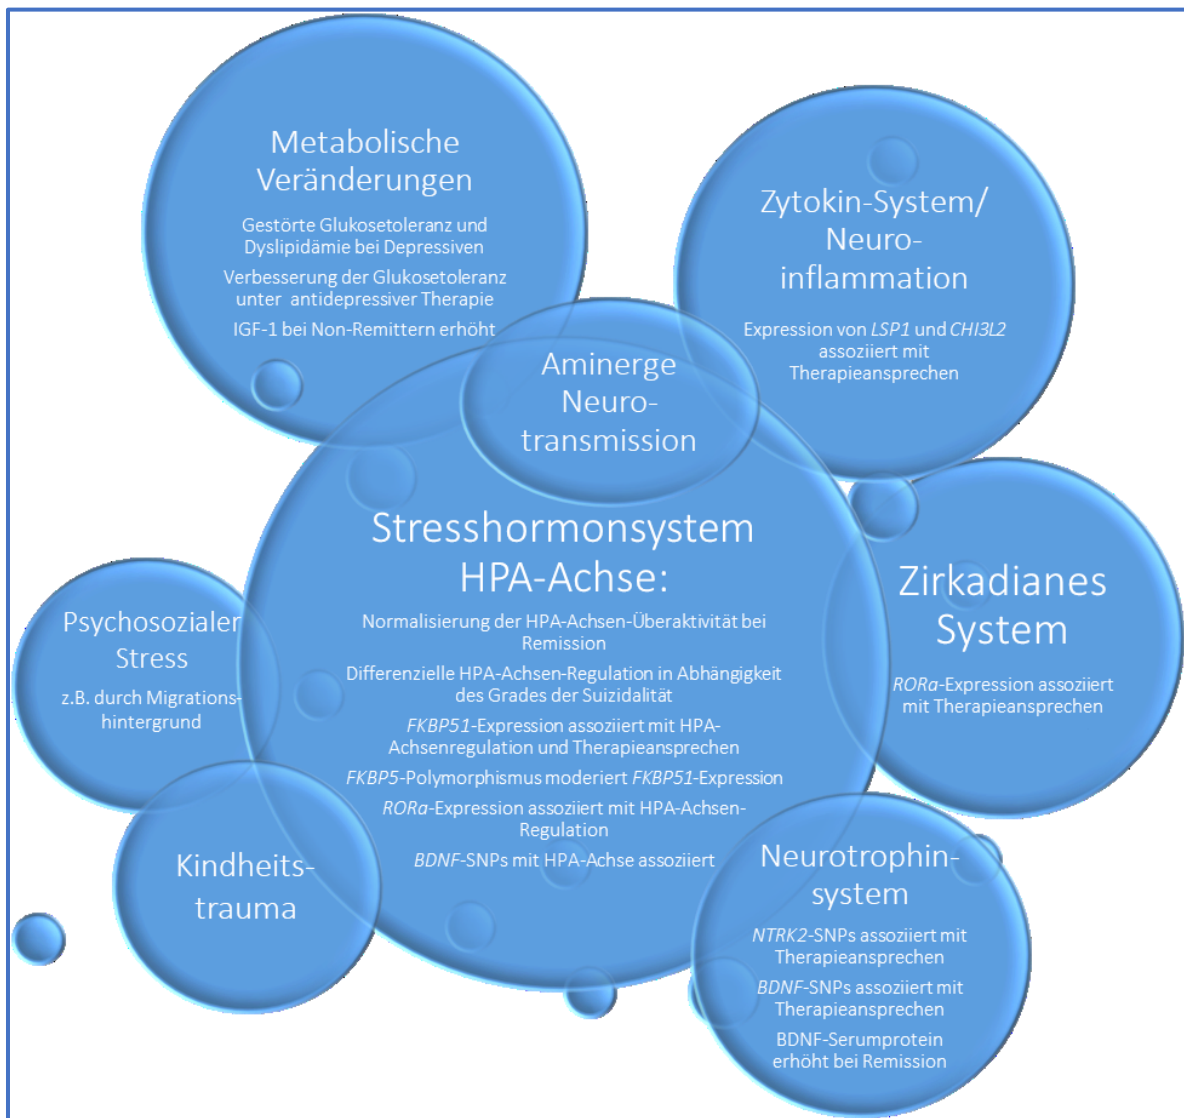 Metabolische
Veränderungen
Gestörte Glukosetoleranz und
Dyslipidämie bei Depressiven
Verbesserung der Glukosetoleranz
unter antidepressiver Therapie
IGF-1 bei Non-Remittern erhöht
Zytokin-System/
Neuro-
inflammation
Expression von LSP1 und CHI3L2
assoziiert mit
Therapieansprechen
Aminerge
Neuro-
transmission
Stresshormonsystem
HPA-Achse:
Normalisierung der HPA-Achsen-Überaktivität bei
Remission
Differenzielle HPA-Achsen-Regulation in Abhängigkeit
des Grades der Suizidalität
FKBP51-Expression assoziiert mit HPA-
Achsenregulation und Therapieansprechen
FKBP5-Polymorphismus moderiert FKBP51-Expression
RORa-Expression assoziiert mit HPA-Achsen-
Regulation
BDNF-SNPs mit HPA-Achse assoziiert
Zirkadianes
System
RORa-Expression assoziiert
mit Therapieansprechen
Psychosozialer
Stress
z.B. durch Migrations-
hintergrund
Kindheits-
trauma
Neurotrophin-
system
NTRK2-SNPs assoziiert mit
Therapieansprechen
BDNF-SNPs assoziiert mit
Therapieansprechen
BDNF-Serumprotein
erhöht bei Remission